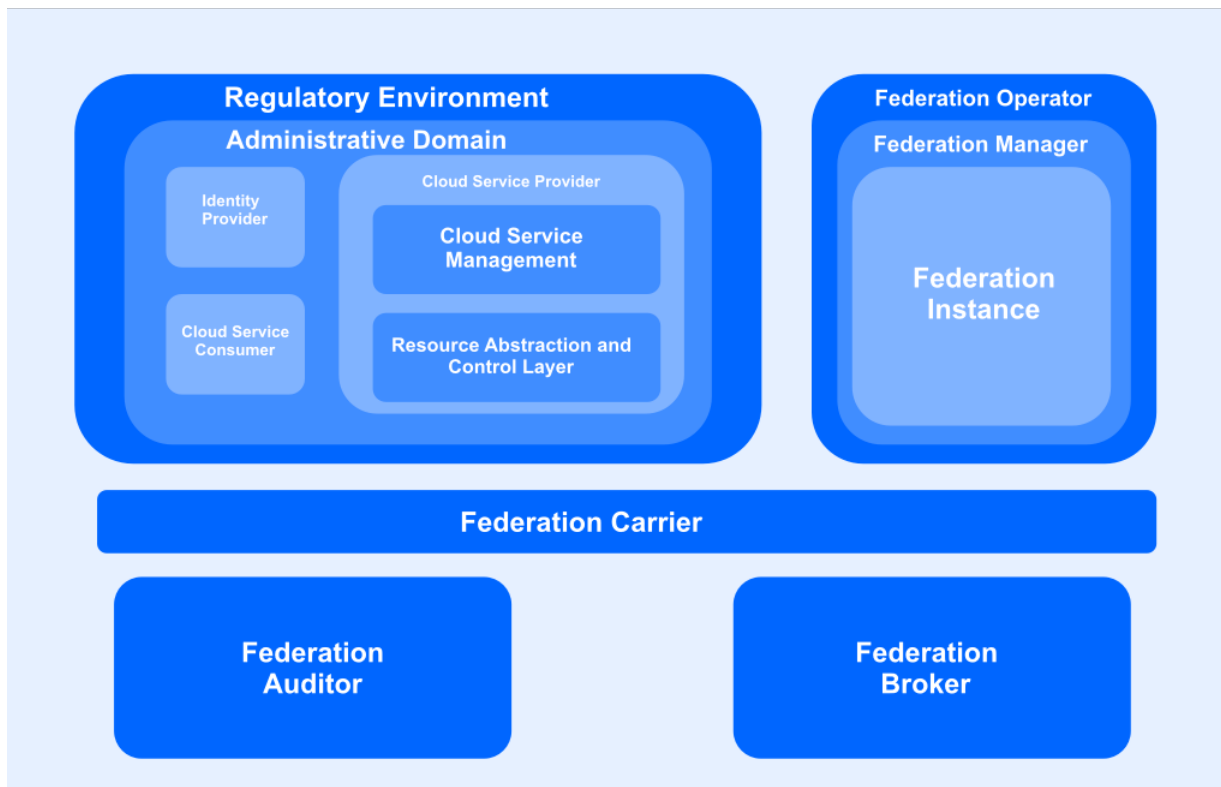 Regulatory Environment
Administrative Domain
Identity
Provider
Cloud Service
Consumer
Cloud Service Provider
Cloud Service
Management
Resource Abstraction and
Control Layer
Federation Operator
Federation Manager
Federation
Instance
Federation Carrier
Federation
Auditor
Federation
Broker